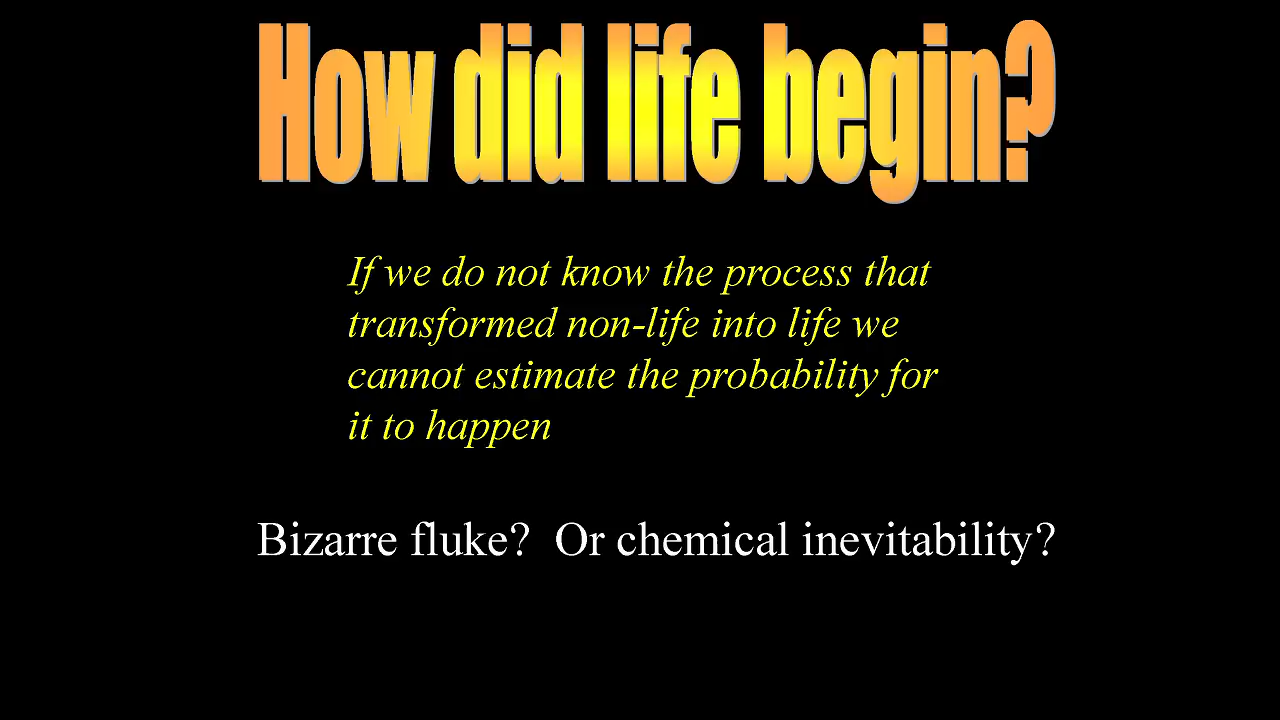 How did life begin?
If we do not know the process that
transformed non-life into life we
cannot estimate the probability for
it to happen
Bizarre fluke?  Or chemical inevitability?